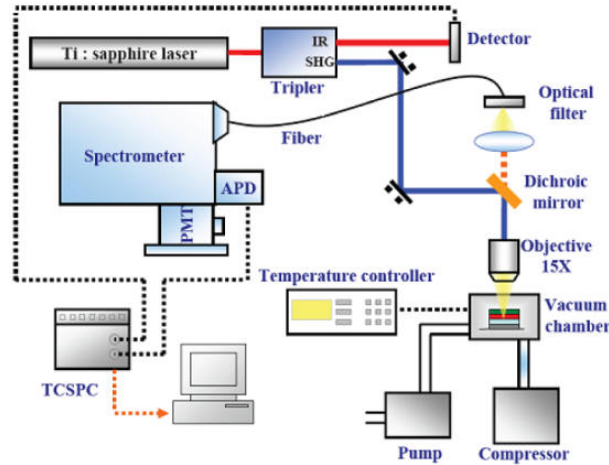 Ti : sapphire laser
IR
SHG
Tripler
Detector
Optical
filter
Spectrometer
Fiber
APD
PMT
Dichroic
mirror
Objective
15X
Temperature controller
Vacuum
chamber
TCSPC
Pump
Compressor